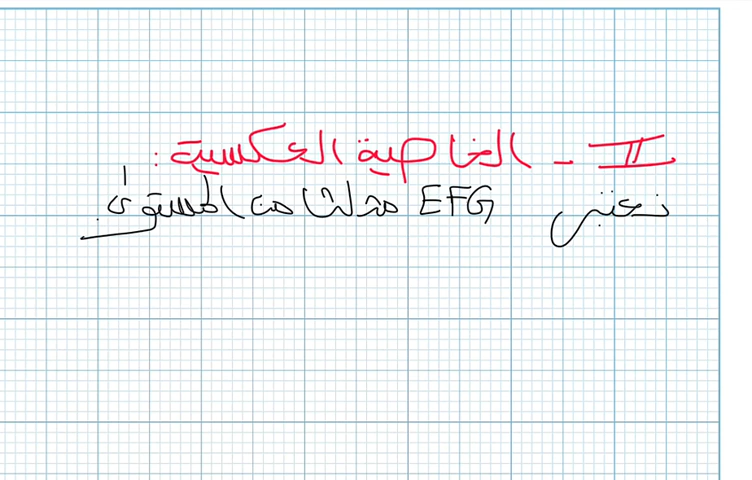 II - الخاصية العكسية :
نعتبر EFG مثلثا من المستوى.